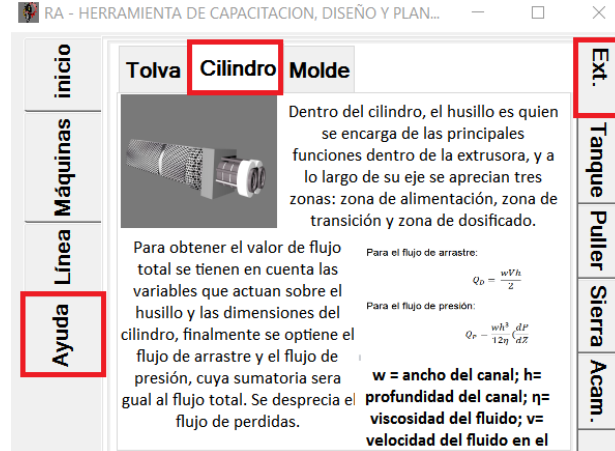 RA - HERRAMIENTA DE CAPACITACION, DISEÑO Y PLAN...
inicio
Máquinas
Línea
Ayuda
Tolva
Cilindro
Molde
Dentro del cilindro, el husillo es quien
se encarga de las principales
funciones dentro de la extrusora, y a
lo largo de su eje se aprecian tres
zonas: zona de alimentación, zona de
transición y zona de dosificado.
Para obtener el valor de flujo
total se tienen en cuenta las
variables que actuan sobre el
husillo y las dimensiones del
cilindro, finalmente se optiene el
flujo de arrastre y el flujo de
presión, cuya sumatoria sera
gual al flujo total. Se desprecia el
flujo de perdidas.
Para el flujo de arrastre:
Q_D = wVh/2
Para el flujo de presión:
Q_P = wh³/12η (dP/dZ
w = ancho del canal; h=
profundidad del canal; η=
viscosidad del fluido; v=
velocidad del fluido en el
Ext.
Tanque
Puller
Sierra
Acam.